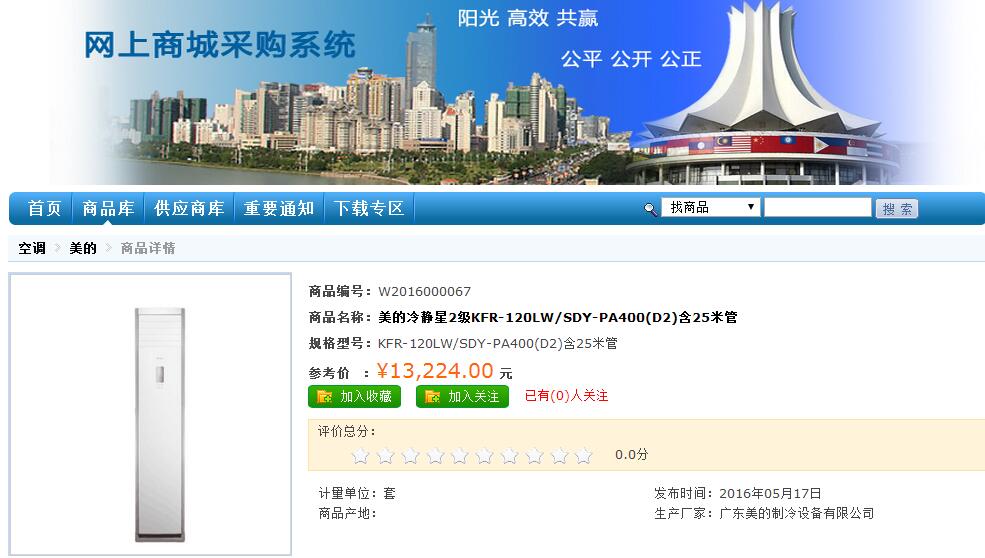 阳光 高效 共赢
网上商城采购系统
公平 公开 公正
首页 商品库 供应商库 重要通知 下载专区 找商品 搜 索
空调 美的 商品详情
商品编号：W2016000067
商品名称：美的冷静星2级KFR-120LW/SDY-PA400(D2)含25米管
规格型号：KFR-120LW/SDY-PA400(D2)含25米管
参考价 ：¥13,224.00 元
加入收藏 加入关注 已有(0)人关注
评价总分：
0.0分
计量单位：套 发布时间：2016年05月17日
商品产地： 生产厂家：广东美的制冷设备有限公司